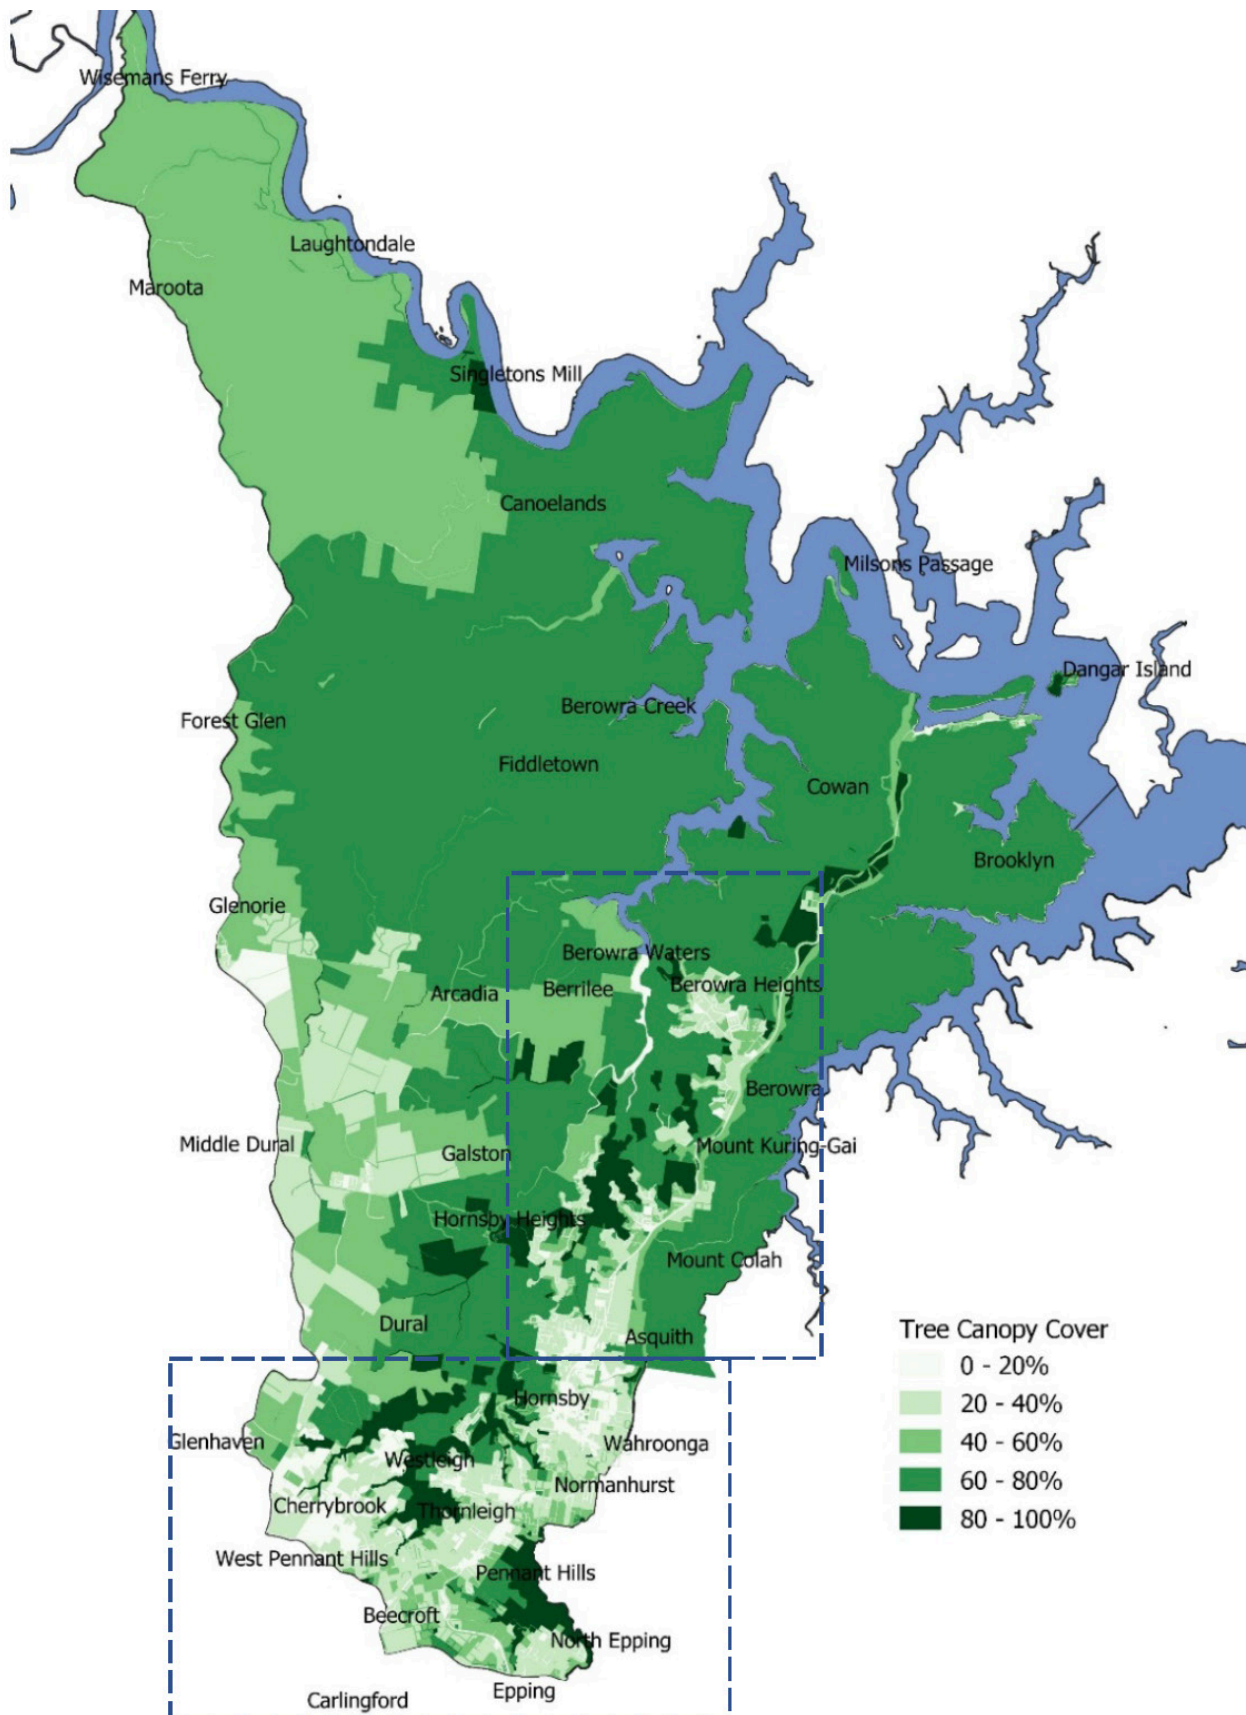 Wisemans Ferry
Laughtondale
Maroota
Singletons Mill
Canoelands
Milsons Passage
Dangar Island
Berowra Creek
Forest Glen
Fiddletown
Cowan
Brooklyn
Glenorie
Berowra Waters
Berowra Heights
Berrilee
Arcadia
Berowra
Middle Dural
Mount Kuring-Gai
Galston
Hornsby Heights
Mount Colah
Dural
Asquith
Tree Canopy Cover
0 - 20%
20 - 40%
40 - 60%
60 - 80%
80 - 100%
Hornsby
Glenhaven
Wahroonga
Westleigh
Normanhurst
Cherrybrook
Thornleigh
West Pennant Hills
Pennant Hills
Beecroft
North Epping
Epping
Carlingford